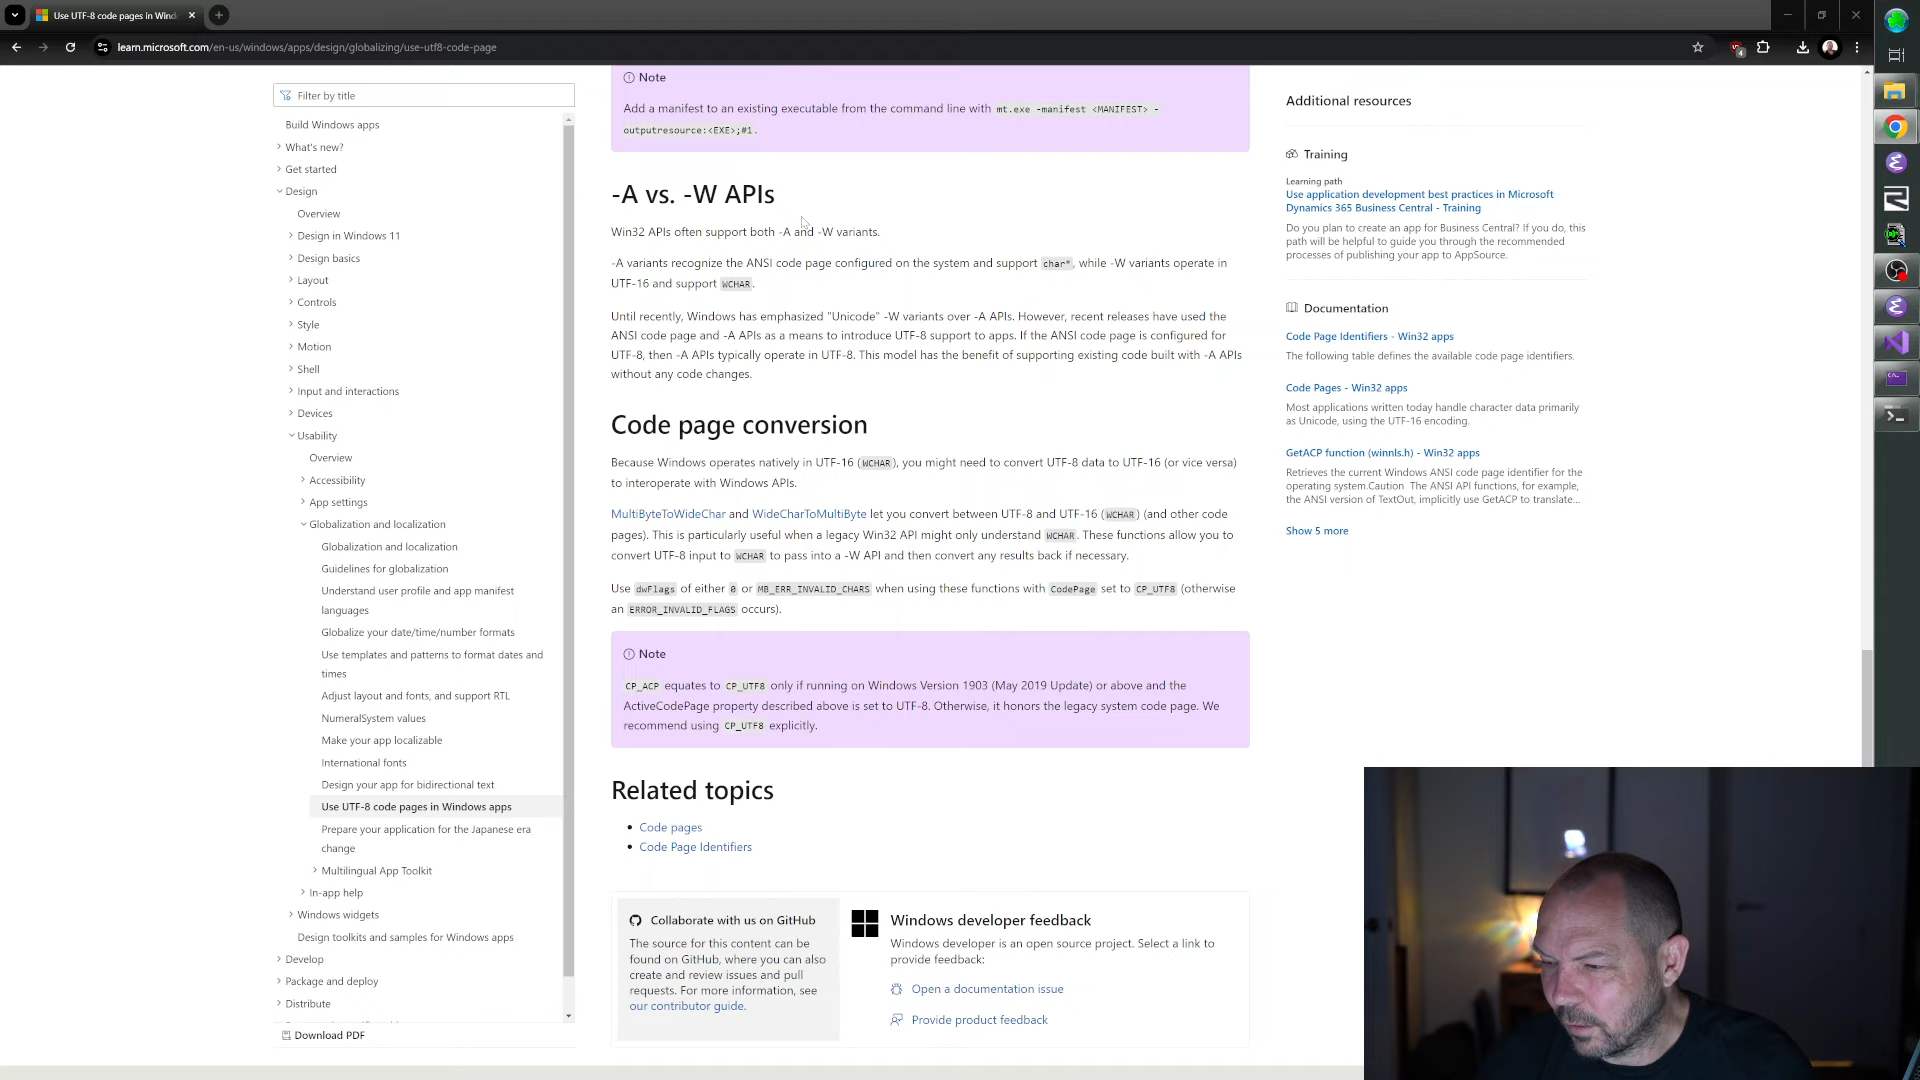 Use UTF-8 code pages in Wind
learn.microsoft.com/en-us/windows/apps/design/globalizing/use-utf8-code-page
4
Filter by title
Build Windows apps
What's new?
Get started
Design
Overview
Design in Windows 11
Design basics
Layout
Controls
Style
Motion
Shell
Input and interactions
Devices
Usability
Overview
Accessibility
App settings
Globalization and localization
Globalization and localization
Guidelines for globalization
Understand user profile and app manifest
languages
Globalize your date/time/number formats
Use templates and patterns to format dates and
times
Adjust layout and fonts, and support RTL
NumeralSystem values
Make your app localizable
International fonts
Design your app for bidirectional text
Use UTF-8 code pages in Windows apps
Prepare your application for the Japanese era
change
Multilingual App Toolkit
In-app help
Windows widgets
Design toolkits and samples for Windows apps
Develop
Package and deploy
Distribute
Download PDF
Note
Add a manifest to an existing executable from the command line with mt.exe -manifest <MANIFEST> -
outputresource:<EXE>;#1.
-A vs. -W APIs
Win32 APIs often support both -A and -W variants.
-A variants recognize the ANSI code page configured on the system and support char*, while -W variants operate in
UTF-16 and support WCHAR.
Until recently, Windows has emphasized "Unicode" -W variants over -A APIs. However, recent releases have used the
ANSI code page and -A APIs as a means to introduce UTF-8 support to apps. If the ANSI code page is configured for
UTF-8, then -A APIs typically operate in UTF-8. This model has the benefit of supporting existing code built with -A APIs
without any code changes.
Code page conversion
Because Windows operates natively in UTF-16 (WCHAR), you might need to convert UTF-8 data to UTF-16 (or vice versa)
to interoperate with Windows APIs.
MultiByteToWideChar and WideCharToMultiByte let you convert between UTF-8 and UTF-16 (WCHAR) (and other code
pages). This is particularly useful when a legacy Win32 API might only understand WCHAR. These functions allow you to
convert UTF-8 input to WCHAR to pass into a -W API and then convert any results back if necessary.
Use dwFlags of either 0 or MB_ERR_INVALID_CHARS when using these functions with CodePage set to CP_UTF8 (otherwise
an ERROR_INVALID_FLAGS occurs).
Note
CP_ACP equates to CP_UTF8 only if running on Windows Version 1903 (May 2019 Update) or above and the
ActiveCodePage property described above is set to UTF-8. Otherwise, it honors the legacy system code page. We
recommend using CP_UTF8 explicitly.
Related topics
Code pages
Code Page Identifiers
Collaborate with us on GitHub
The source for this content can be
found on GitHub, where you can also
create and review issues and pull
requests. For more information, see
our contributor guide.
Windows developer feedback
Windows developer is an open source project. Select a link to
provide feedback:
Open a documentation issue
Provide product feedback
Additional resources
Training
Learning path
Use application development best practices in Microsoft
Dynamics 365 Business Central - Training
Do you plan to create an app for Business Central? If you do, this
path will be helpful to guide you through the recommended
processes of publishing your app to AppSource.
Documentation
Code Page Identifiers - Win32 apps
The following table defines the available code page identifiers.
Code Pages - Win32 apps
Most applications written today handle character data primarily
as Unicode, using the UTF-16 encoding.
GetACP function (winnls.h) - Win32 apps
Retrieves the current Windows ANSI code page identifier for the
operating system.Caution The ANSI API functions, for example,
the ANSI version of TextOut, implicitly use GetACP to translate...
Show 5 more